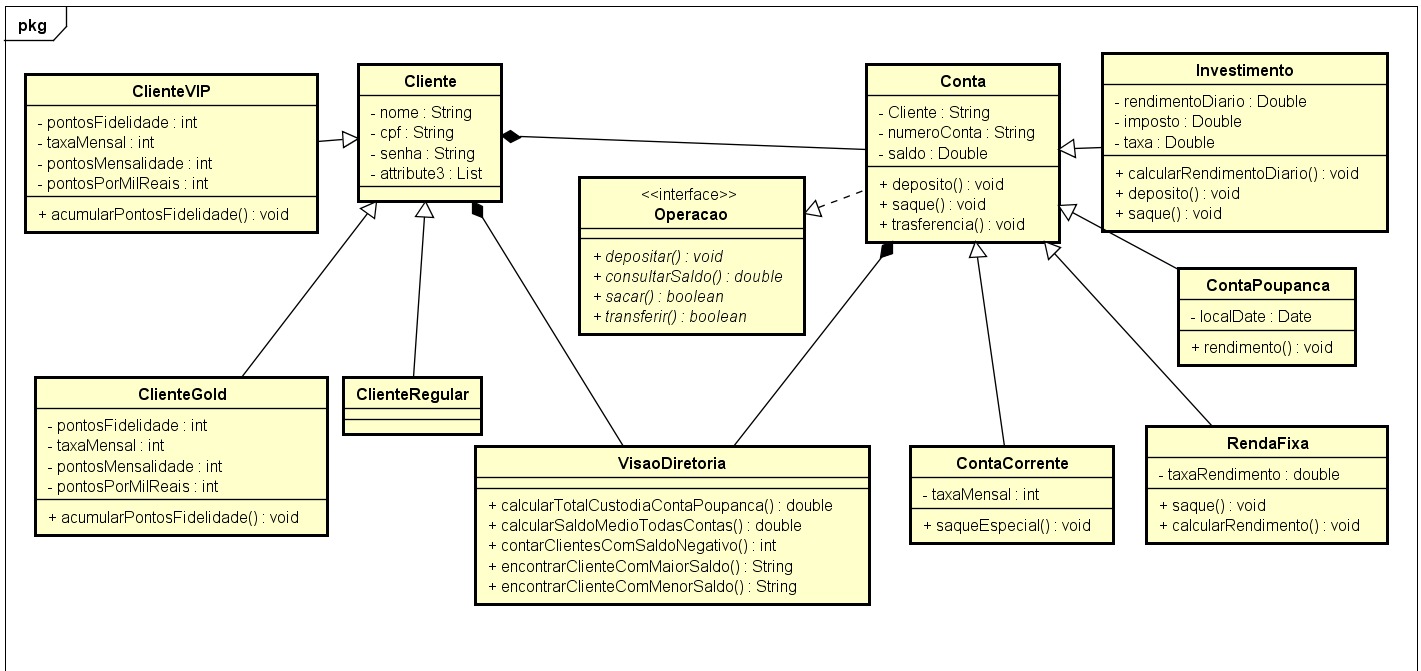 pkg
ClienteVIP
- pontosFidelidade : int
- taxaMensal : int
- pontosMensalidade : int
- pontosPorMilReais : int
+ acumularPontosFidelidade() : void
Cliente
- nome : String
- cpf : String
- senha : String
- attribute3 : List
<<interface>>
Operacao
+ depositar() : void
+ consultarSaldo() : double
+ sacar() : boolean
+ transferir() : boolean
Conta
- Cliente : String
- numeroConta : String
- saldo : Double
+ deposito() : void
+ saque() : void
+ trasferencia() : void
Investimento
- rendimentoDiario : Double
- imposto : Double
- taxa : Double
+ calcularRendimentoDiario() : void
+ deposito() : void
+ saque() : void
ContaPoupanca
- localDate : Date
+ rendimento() : void
ClienteGold
- pontosFidelidade : int
- taxaMensal : int
- pontosMensalidade : int
- pontosPorMilReais : int
+ acumularPontosFidelidade() : void
ClienteRegular
VisaoDiretoria
+ calcularTotalCustodiaContaPoupanca() : double
+ calcularSaldoMedioTodasContas() : double
+ contarClientesComSaldoNegativo() : int
+ encontrarClienteComMaiorSaldo() : String
+ encontrarClienteComMenorSaldo() : String
ContaCorrente
- taxaMensal : int
+ saqueEspecial() : void
RendaFixa
- taxaRendimento : double
+ saque() : void
+ calcularRendimento() : void